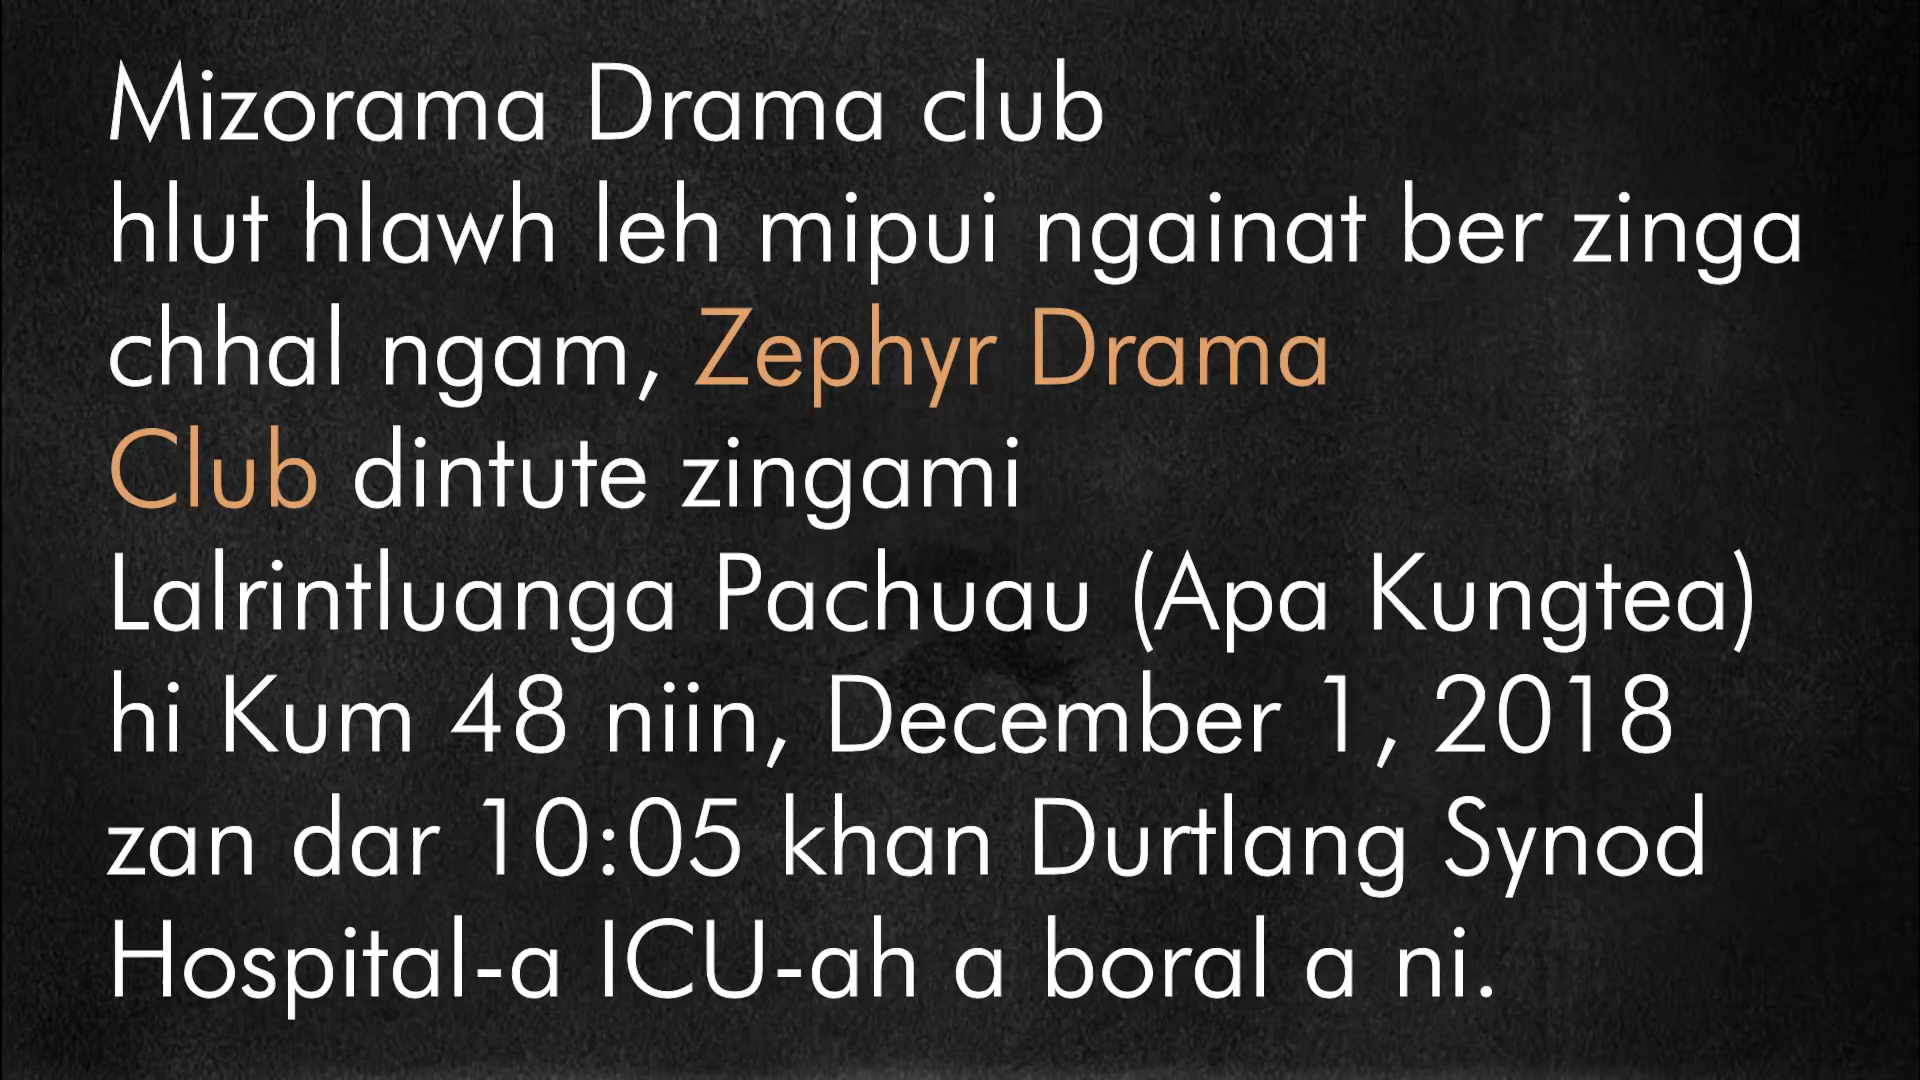 Mizorama Drama club
hlut hlawh leh mipui ngainat ber zinga
chhal ngam, Zephyr Drama
Club dintute zingami
Lalrintluanga Pachuau (Apa Kungtea)
hi Kum 48 niin, December 1, 2018
zan dar 10:05 khan Durtlang Synod
Hospital-a ICU-ah a boral a ni.